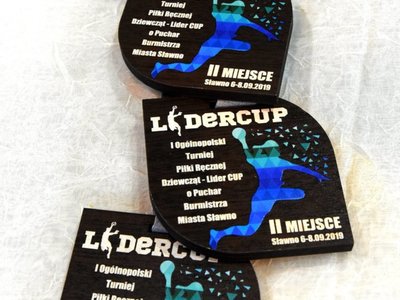 Turniej
Piłki Ręcznej
Dziewcząt - Lider CUP
o Puchar
Burmistrza
Miasta Sławno
II MIEJSCE
Sławno 6-8.09.2019
LIDERCUP
I Ogólnopolski
Turniej
Piłki Ręcznej
Dziewcząt - Lider CUP
o Puchar
Burmistrza
Miasta Sławno
II MIEJSCE
Sławno 6-8.09.2019
LIDERCUP
I Ogólnopolski
Turniej
Piłki Ręcznej